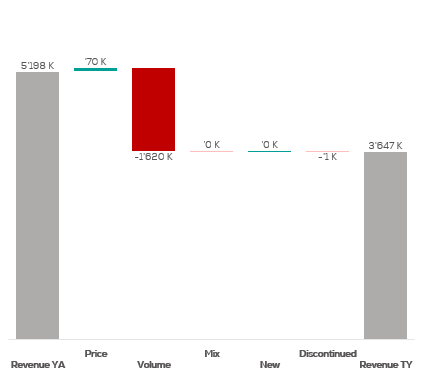 5'198 K
'70 K
-1'620 K
'0 K
'0 K
-'1 K
3'647 K
Price
Mix
Discontinued
Revenue YA
Volume
New
Revenue TY